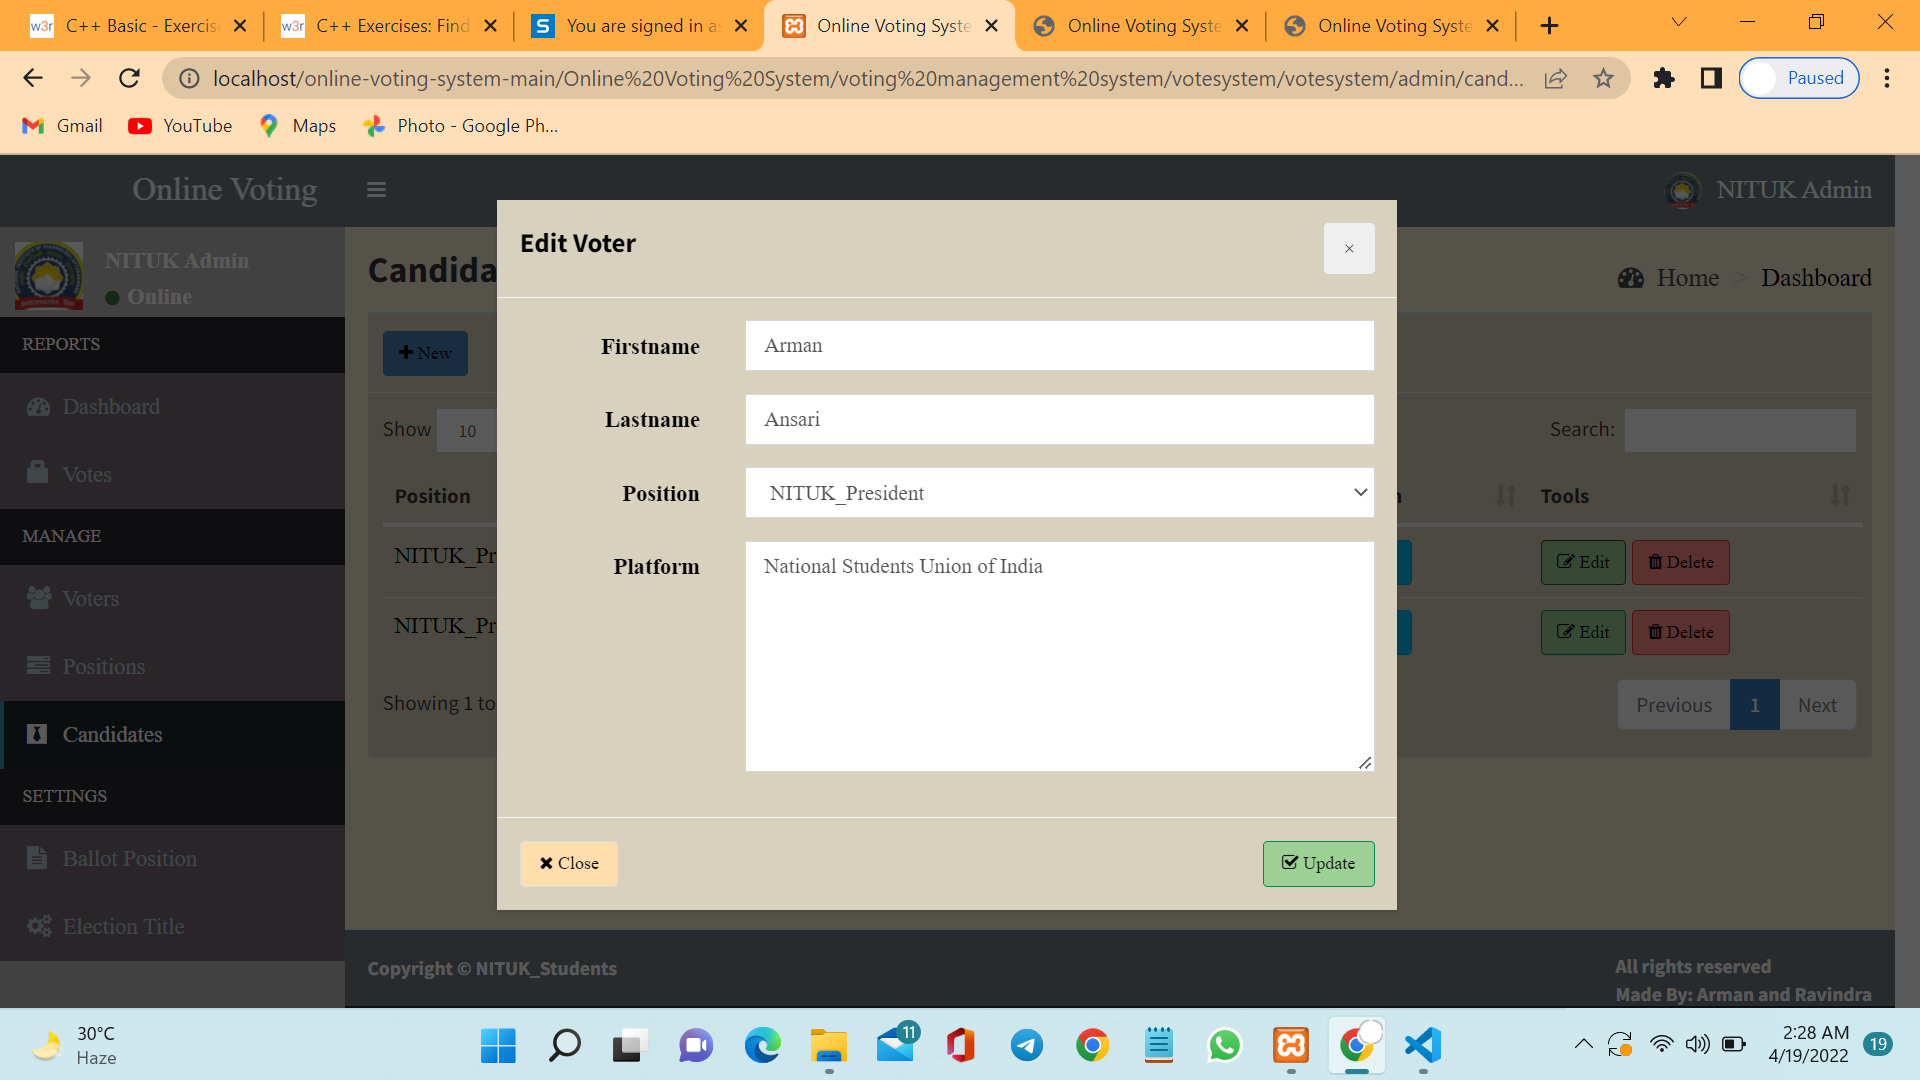 w3r C++ Basic - Exercis
w3r C++ Exercises: Find
S You are signed in as
Online Voting Syste
Online Voting Syste
Online Voting Syste
localhost/online-voting-system-main/Online%20Voting%20System/voting%20management%20system/votesystem/votesystem/admin/cand...
Paused
Gmail
YouTube
Maps
Photo - Google Ph...
Online Voting
NITUK Admin
NITUK Admin
Online
REPORTS
Dashboard
Votes
MANAGE
Voters
Positions
Candidates
SETTINGS
Ballot Position
Election Title
Candida
Home > Dashboard
New
Show 10
Search:
Position
Tools
NITUK_Pr
Edit Delete
NITUK_Pr
Edit Delete
Showing 1 to
Previous 1 Next
Edit Voter
×
Firstname Arman
Lastname Ansari
Position NITUK_President
Platform National Students Union of India
Close
Update
Copyright © NITUK_Students
All rights reserved
Made By: Arman and Ravindra
30°C
Haze
11
2:28 AM
4/19/2022
19